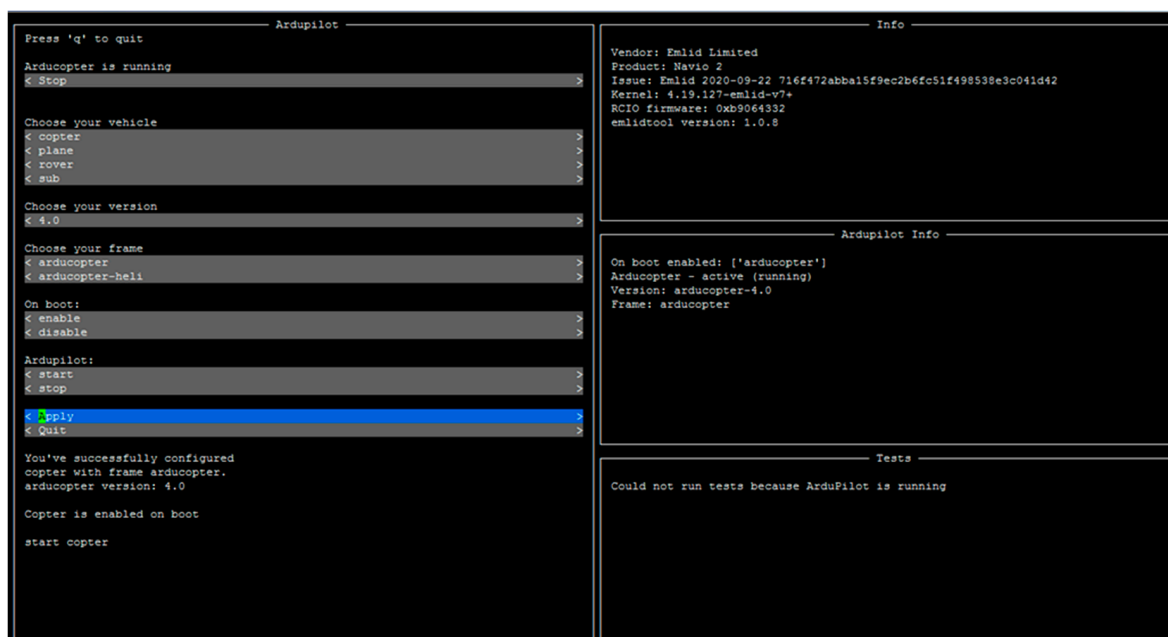 Ardupilot
Press 'q' to quit
Arducopter is running
< Stop >
Choose your vehicle
< copter >
< plane >
< rover >
< sub >
Choose your version
< 4.0 >
Choose your frame
< arducopter >
< arducopter-heli >
On boot:
< enable >
< disable >
Ardupilot:
< start >
< stop >
< Apply >
< Quit >
You've successfully configured
copter with frame arducopter.
arducopter version: 4.0
Copter is enabled on boot
start copter
Info
Vendor: Emlid Limited
Product: Navio 2
Issue: Emlid 2020-09-22 716f472abba15f9ec2b6fc51f498538e3c041d42
Kernel: 4.19.127-emlid-v7+
RCIO firmware: 0xb9064332
emlidtool version: 1.0.8
Ardupilot Info
On boot enabled: ['arducopter']
Arducopter - active (running)
Version: arducopter-4.0
Frame: arducopter
Tests
Could not run tests because ArduPilot is running